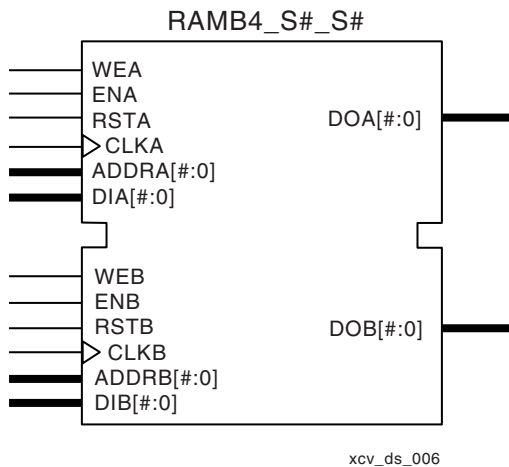 RAMB4_S#_S#
WEA
ENA
RSTA
DOA[#:0]
CLKA
ADDRA[#:0]
DIA[#:0]
WEB
ENB
RSTB
DOB[#:0]
CLKB
ADDRB[#:0]
DIB[#:0]
xcv_ds_006